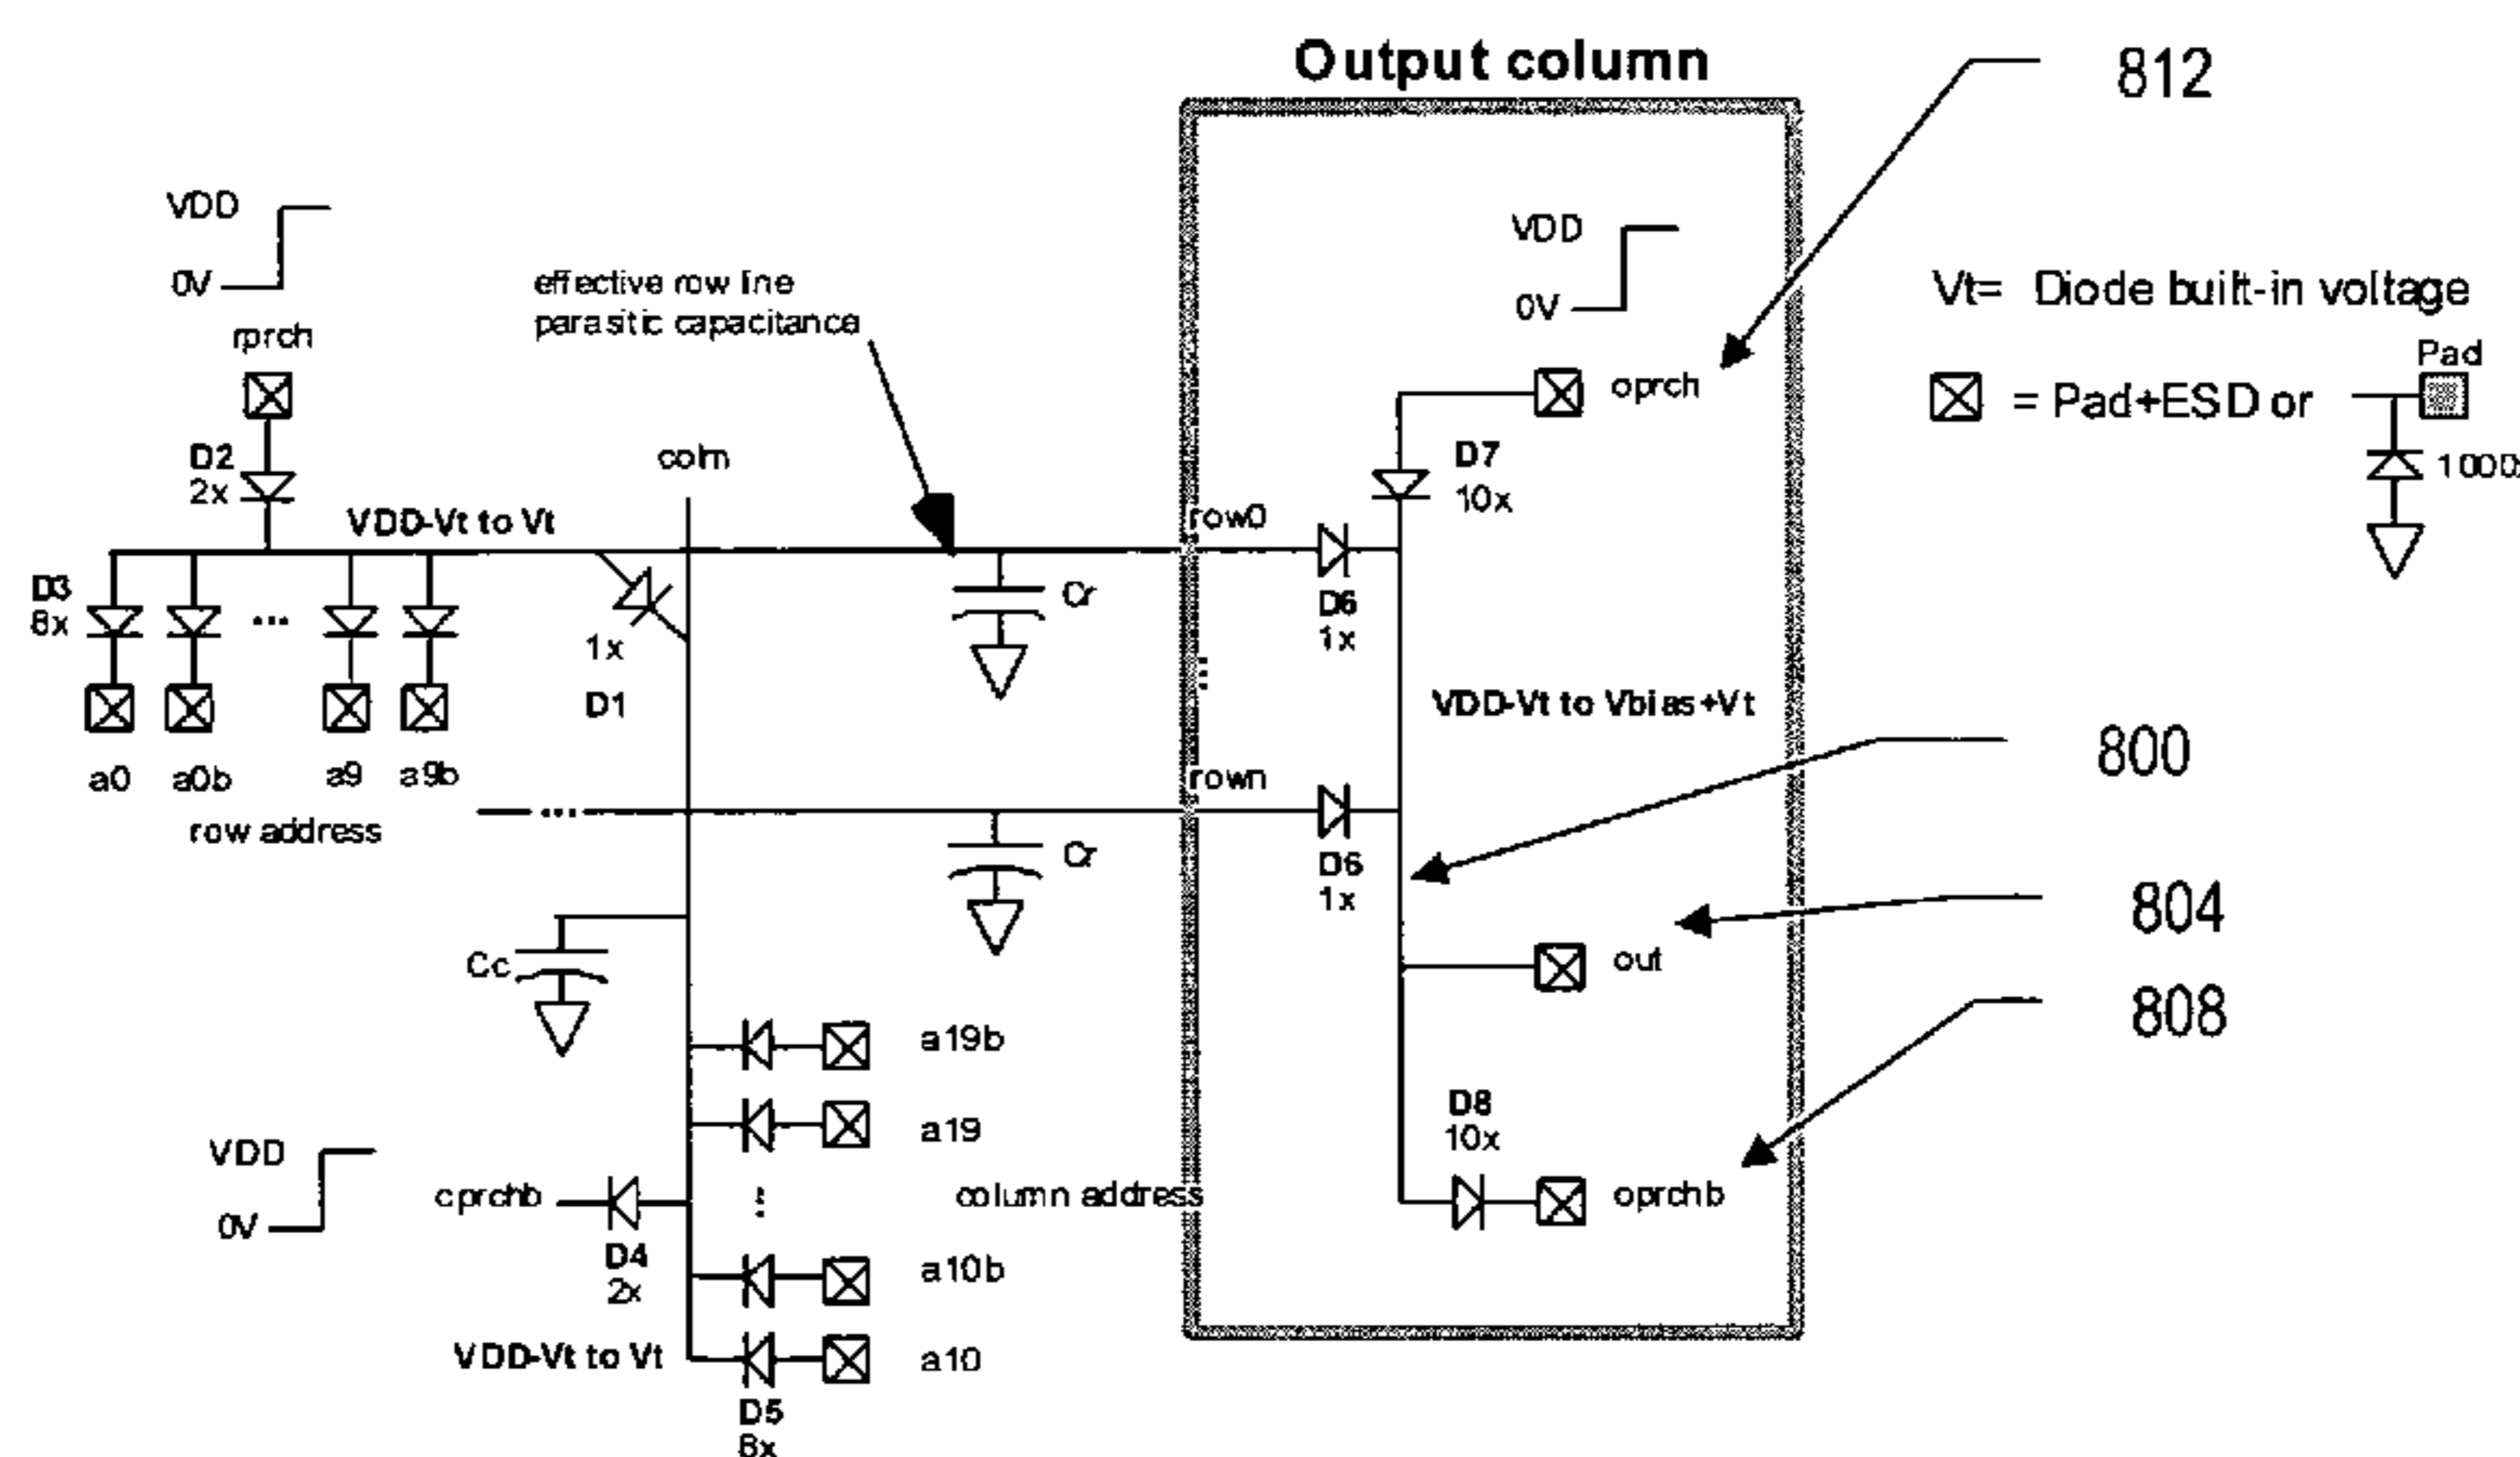 Output column
812
VDD
0V
rprch
effective row line
parasitic capacitance
VDD
0V
oprch
Vt= Diode built-in voltage
= Pad+ESD or
Pad
D2
2x
colm
D7
10x
VDD-Vt to Vt
row0
D3
8x
Cr
D6
1x
1x
D1
...
VDD-Vt to Vbias+Vt
800
a0
a0b
a9
a9b
rown
row address
...
Cr
D6
1x
804
Cc
out
808
a19b
D8
10x
a19
VDD
0V
cprchb
column address
oprchb
D4
2x
a10b
VDD-Vt to Vt
a10
D5